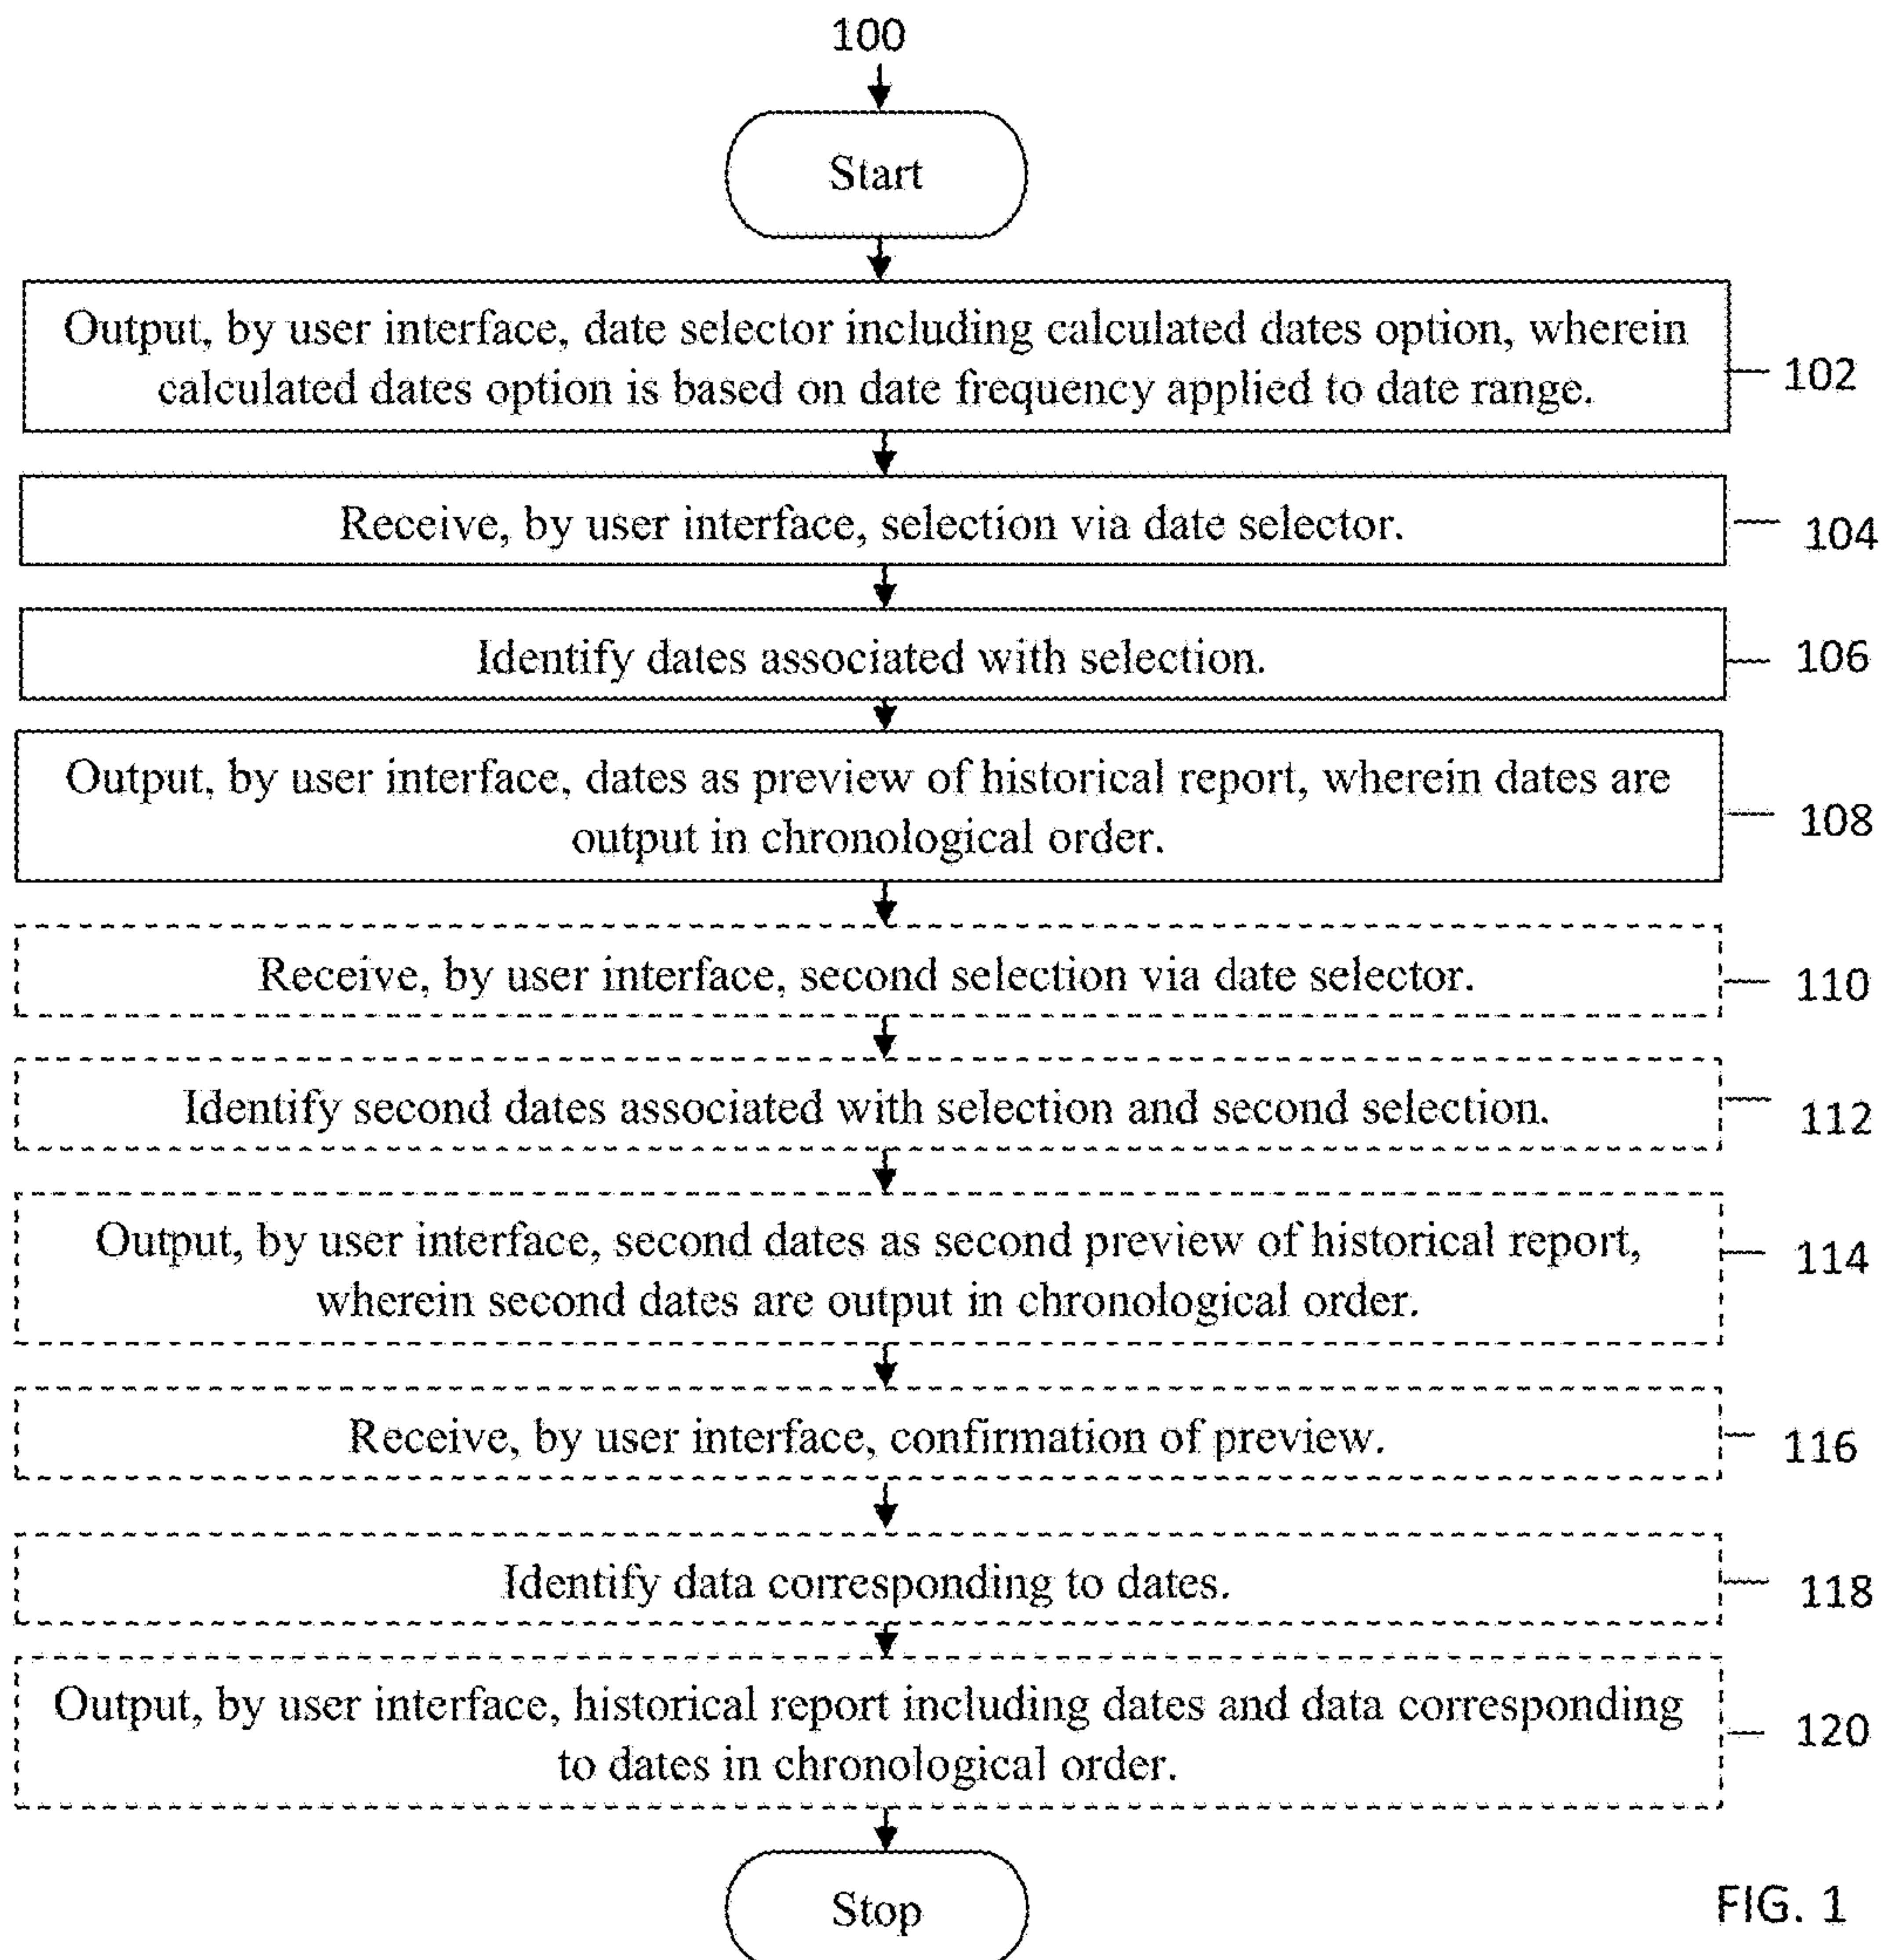 100
Start
Output, by user interface, date selector including calculated dates option, wherein
calculated dates option is based on date frequency applied to date range.
102
Receive, by user interface, selection via date selector.
104
Identify dates associated with selection.
106
Output, by user interface, dates as preview of historical report, wherein dates are
output in chronological order.
108
Receive, by user interface, second selection via date selector.
110
Identify second dates associated with selection and second selection.
112
Output, by user interface, second dates as second preview of historical report,
wherein second dates are output in chronological order.
114
Receive, by user interface, confirmation of preview.
116
Identify data corresponding to dates.
118
Output, by user interface, historical report including dates and data corresponding
to dates in chronological order.
120
Stop
FIG. 1